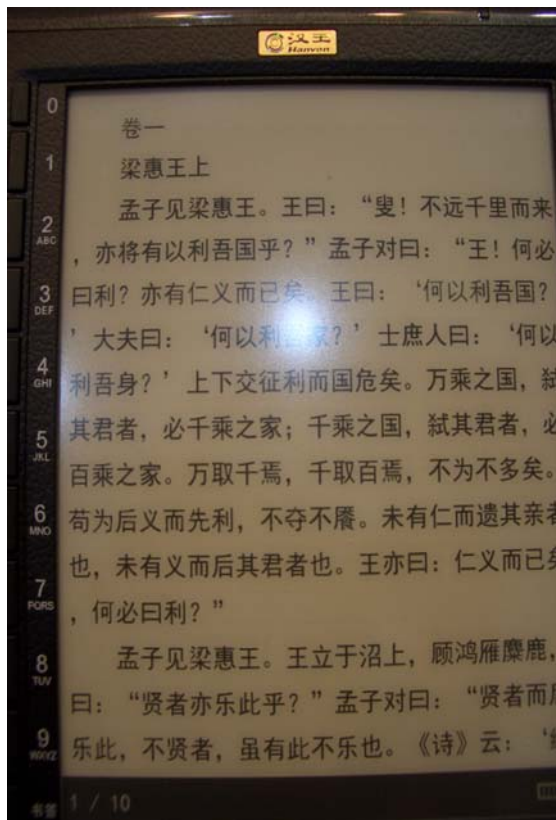 汉王
Hanvon
卷一
梁惠王上
孟子见梁惠王。王曰：“叟！不远千里而来
，亦将有以利吾国乎？”孟子对曰：“王！何必
曰利？亦有仁义而已矣。王曰：‘何以利吾国？
’大夫曰：‘何以利吾家？’士庶人曰：‘何以
利吾身？’上下交征利而国危矣。万乘之国，弑
其君者，必千乘之家；千乘之国，弑其君者，必
百乘之家。万取千焉，千取百焉，不为不多矣。
苟为后义而先利，不夺不餍。未有仁而遗其亲者
也，未有义而后其君者也。王亦曰：仁义而已矣
，何必曰利？”
孟子见梁惠王。王立于沼上，顾鸿雁麋鹿，
曰：“贤者亦乐此乎？”孟子对曰：“贤者而后
乐此，不贤者，虽有此不乐也。《诗》云：‘经
1 / 10
0
1
2
ABC
3
DEF
4
GHI
5
JKL
6
MNO
7
PQRS
8
TUV
9
WXYZ
书签